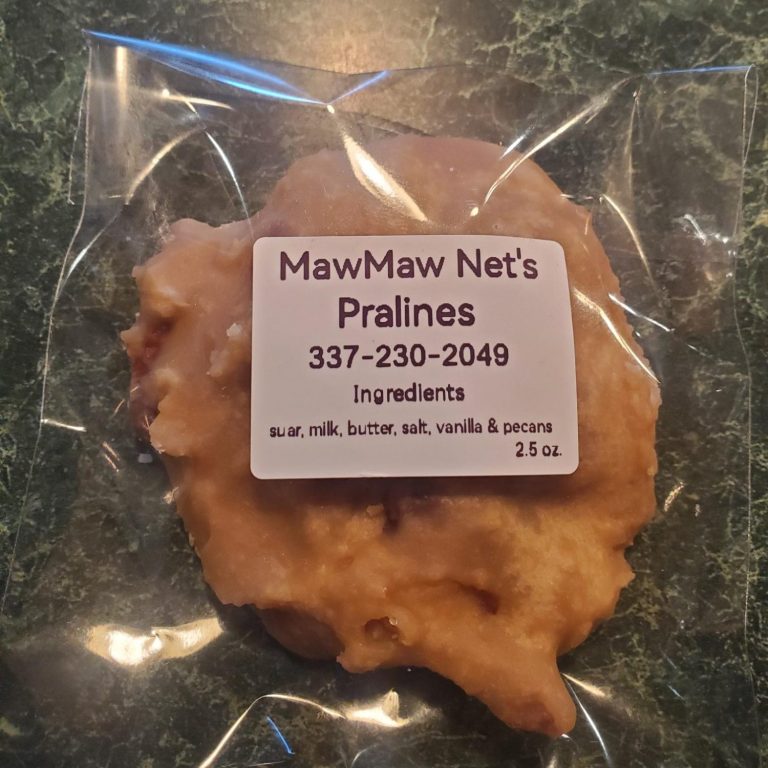 MawMaw Net's
Pralines
337-230-2049
Ingredients
suar, milk, butter, salt, vanilla & pecans
2.5 oz.